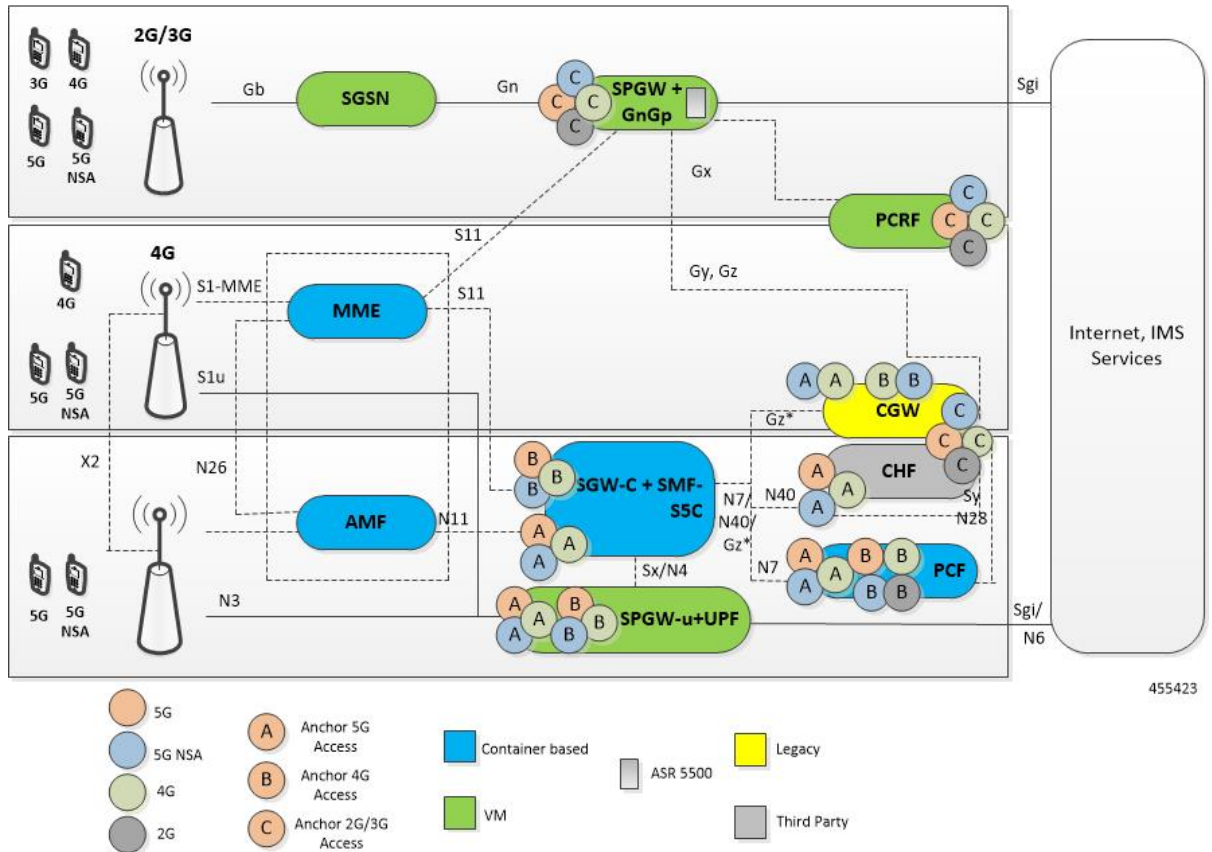 2G/3G
3G
4G
5G
5G
NSA
Gb
SGSN
Gn
C
C
C
C
SPGW +
GnGp
Sgi
Gx
PCRF
C
C
C
C
S11
4G
4G
5G
5G
NSA
S1-MME
MME
S11
Gy, Gz
S1u
A
A
B
B
CGW
Gz*
C
C
C
C
Internet, IMS
Services
X2
N26
B
B
B
SGW-C + SMF-
S5C
A
A
A
AMF
N11
N7/
N40/
Gz*
N40
A
A
A
CHF
Sy
N28
Sx/N4
N7
A
A
A
B
B
B
B
PCF
5G
5G
NSA
N3
A
A
A
B
B
B
SPGW-u+UPF
Sgi/
N6
455423
5G
5G NSA
4G
2G
A
Anchor 5G
Access
B
Anchor 4G
Access
C
Anchor 2G/3G
Access
Container based
VM
ASR 5500
Legacy
Third Party